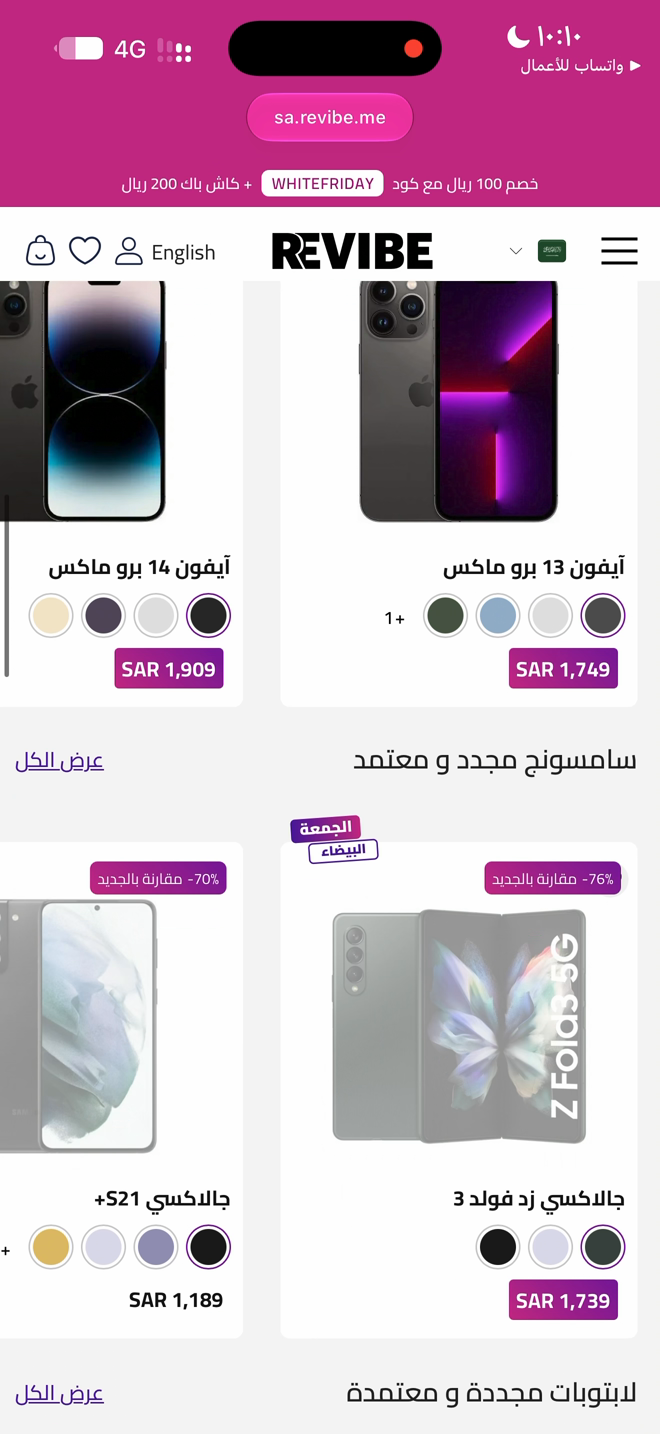 ١٠:١٠
4G
◀ واتساب للأعمال
sa.revibe.me
خصم 100 ريال مع كود WHITEFRIDAY + كاش باك 200 ريال
REVIBE
English
آيفون 13 برو ماكس
+1
SAR 1,749
آيفون 14 برو ماكس
SAR 1,909
سامسونج مجدد و معتمد
عرض الكل
الجمعة
البيضاء
-76% مقارنة بالجديد
Z Fold3 5G
جالاكسي زد فولد 3
SAR 1,739
-70% مقارنة بالجديد
جالاكسي S21+
+
SAR 1,189
لابتوبات مجددة و معتمدة
عرض الكل